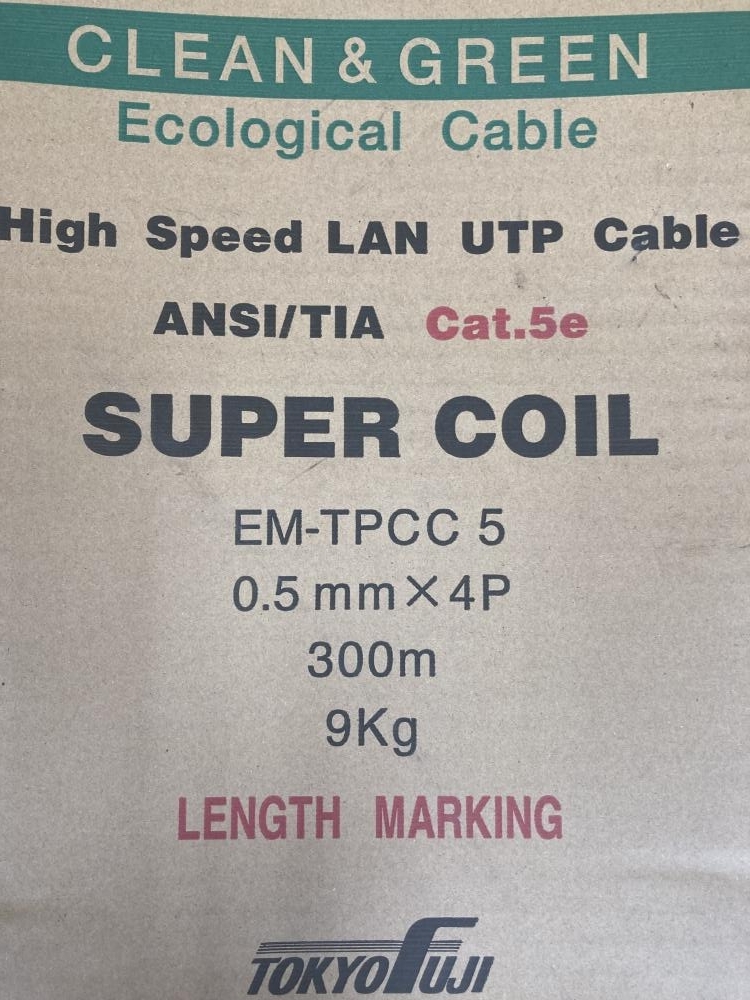 CLEAN & GREEN
Ecological Cable
High Speed LAN UTP Cable
ANSI/TIA Cat.5e
SUPER COIL
EM-TPCC 5
0.5 mm×4P
300m
9Kg
LENGTH MARKING
TOKYO FUJI